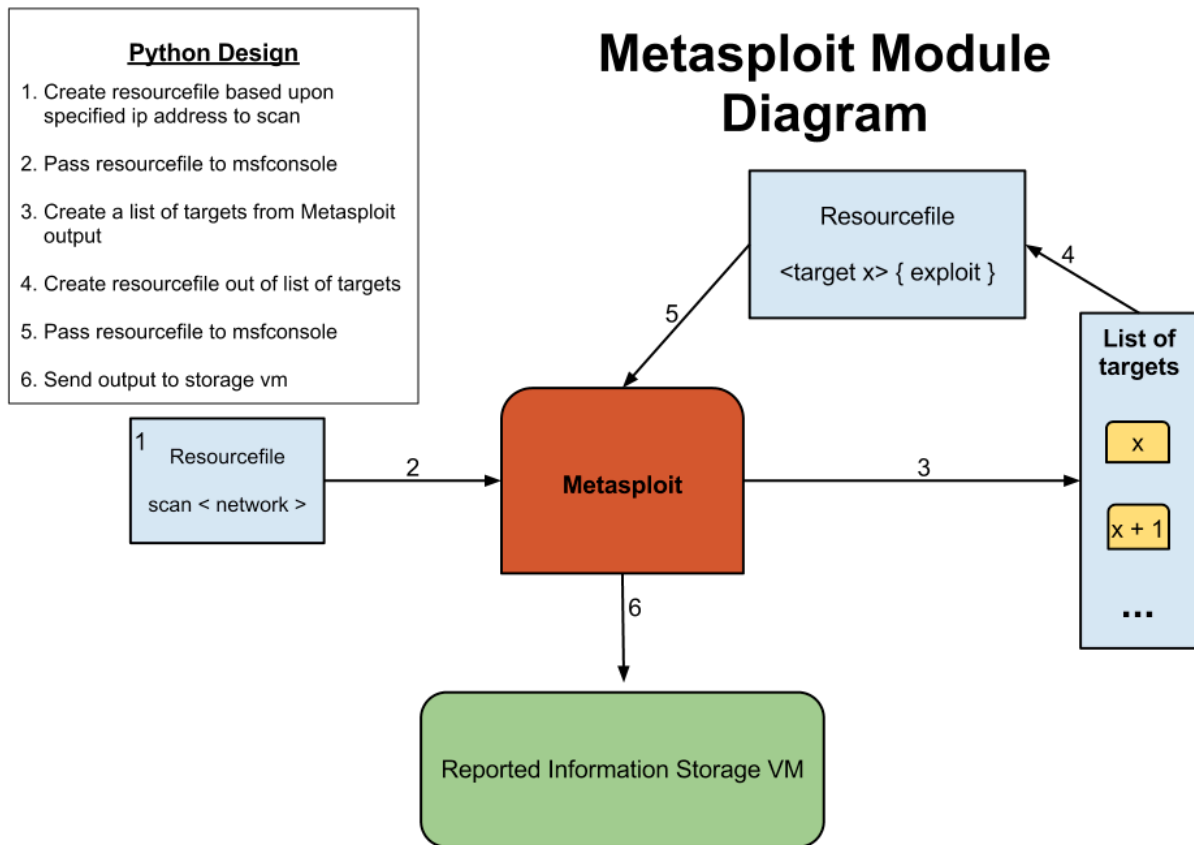 Python Design
1. Create resourcefile based upon
specified ip address to scan
2. Pass resourcefile to msfconsole
3. Create a list of targets from Metasploit
output
4. Create resourcefile out of list of targets
5. Pass resourcefile to msfconsole
6. Send output to storage vm
Metasploit Module
Diagram
Resourcefile
<target x> { exploit }
4
5
List of
targets
x
x + 1
...
1
Resourcefile
scan < network >
2
Metasploit
3
6
Reported Information Storage VM